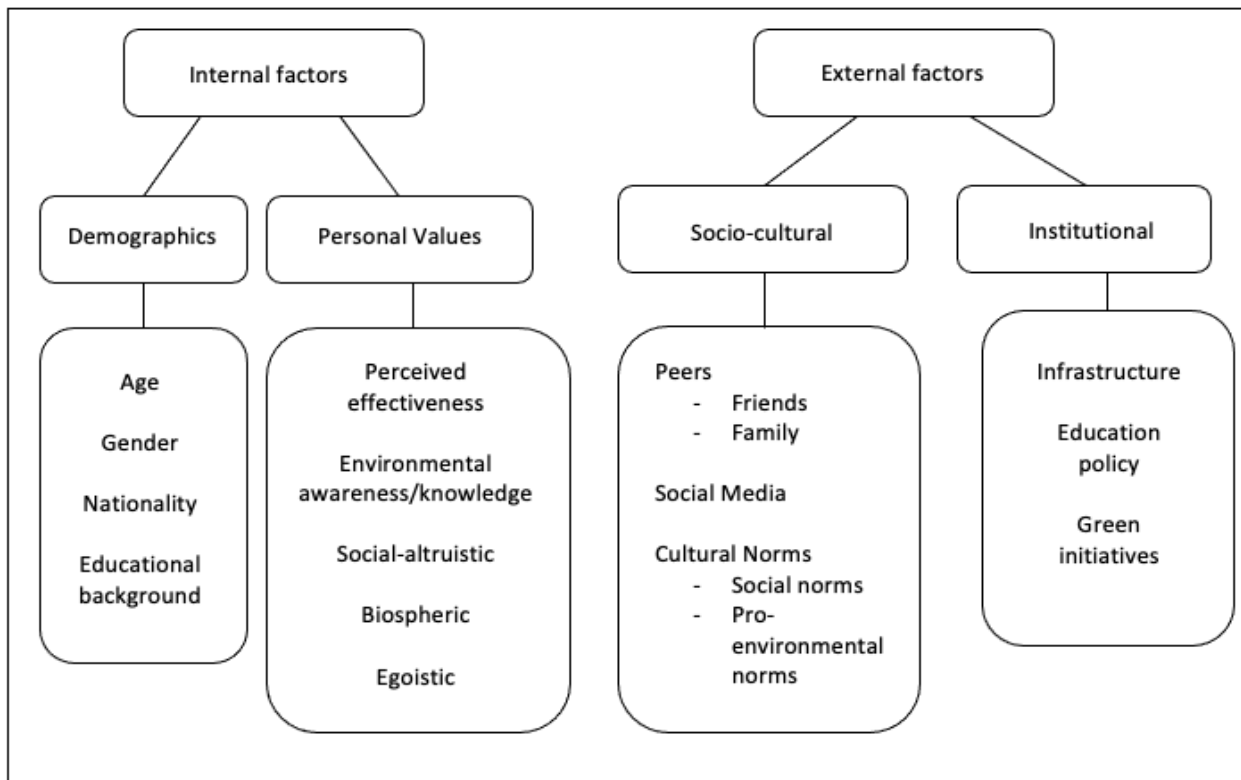 Internal factors
External factors
Demographics
Personal Values
Socio-cultural
Institutional
Age
Gender
Nationality
Educational
background
Perceived
effectiveness
Environmental
awareness/knowledge
Social-altruistic
Biospheric
Egoistic
Peers
- Friends
- Family
Social Media
Cultural Norms
- Social norms
- Pro-
environmental
norms
Infrastructure
Education
policy
Green
initiatives